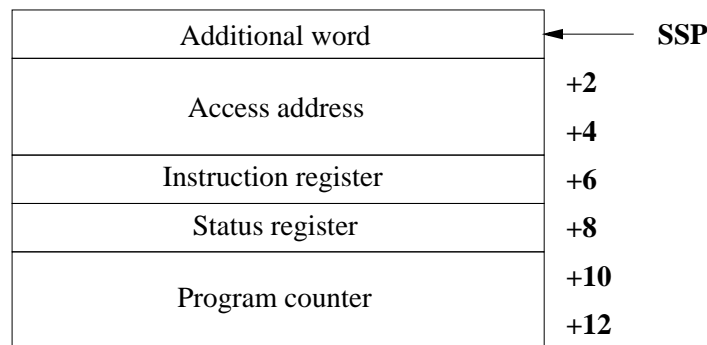 Additional word
SSP
+2
Access address
+4
Instruction register
+6
Status register
+8
+10
Program counter
+12